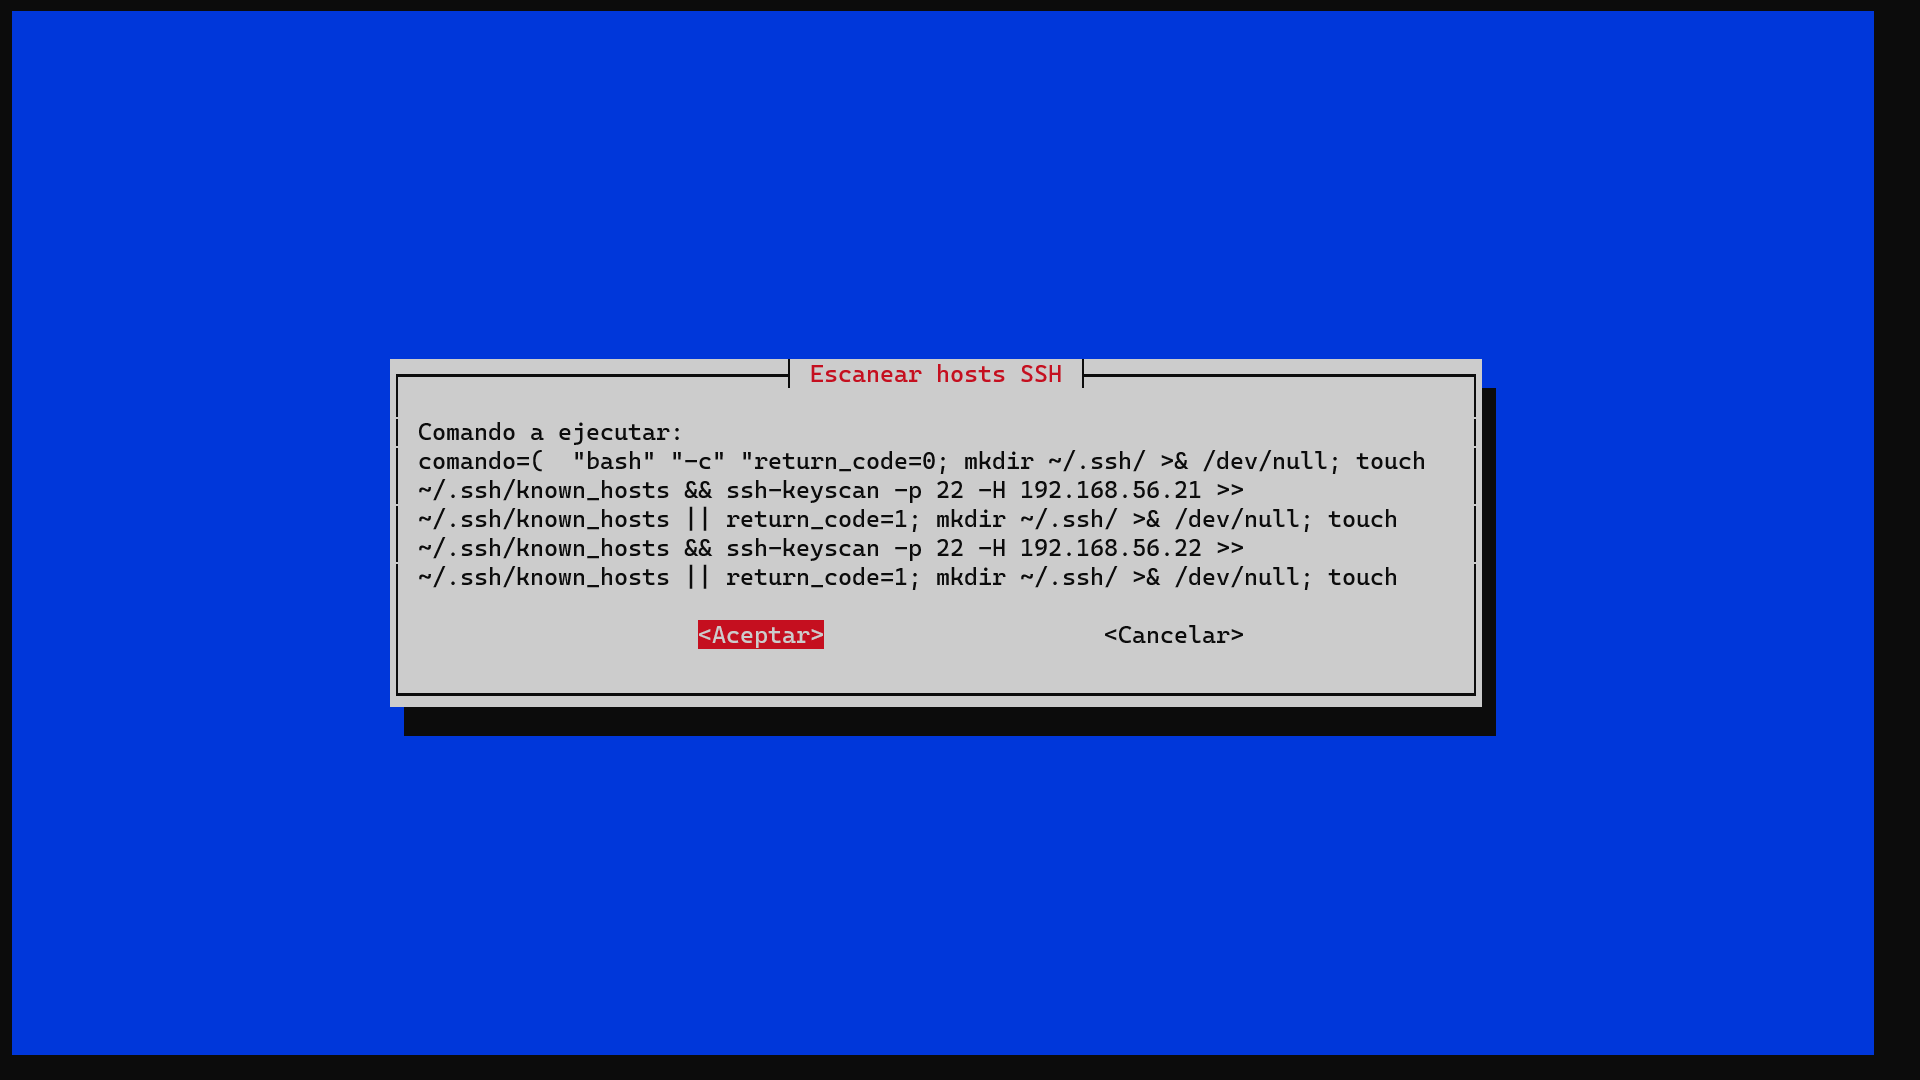 Escanear hosts SSH
Comando a ejecutar:
comando=(  "bash" "-c" "return_code=0; mkdir ~/.ssh/ >& /dev/null; touch
~/.ssh/known_hosts && ssh-keyscan -p 22 -H 192.168.56.21 >>
~/.ssh/known_hosts || return_code=1; mkdir ~/.ssh/ >& /dev/null; touch
~/.ssh/known_hosts && ssh-keyscan -p 22 -H 192.168.56.22 >>
~/.ssh/known_hosts || return_code=1; mkdir ~/.ssh/ >& /dev/null; touch
<Aceptar> <Cancelar>